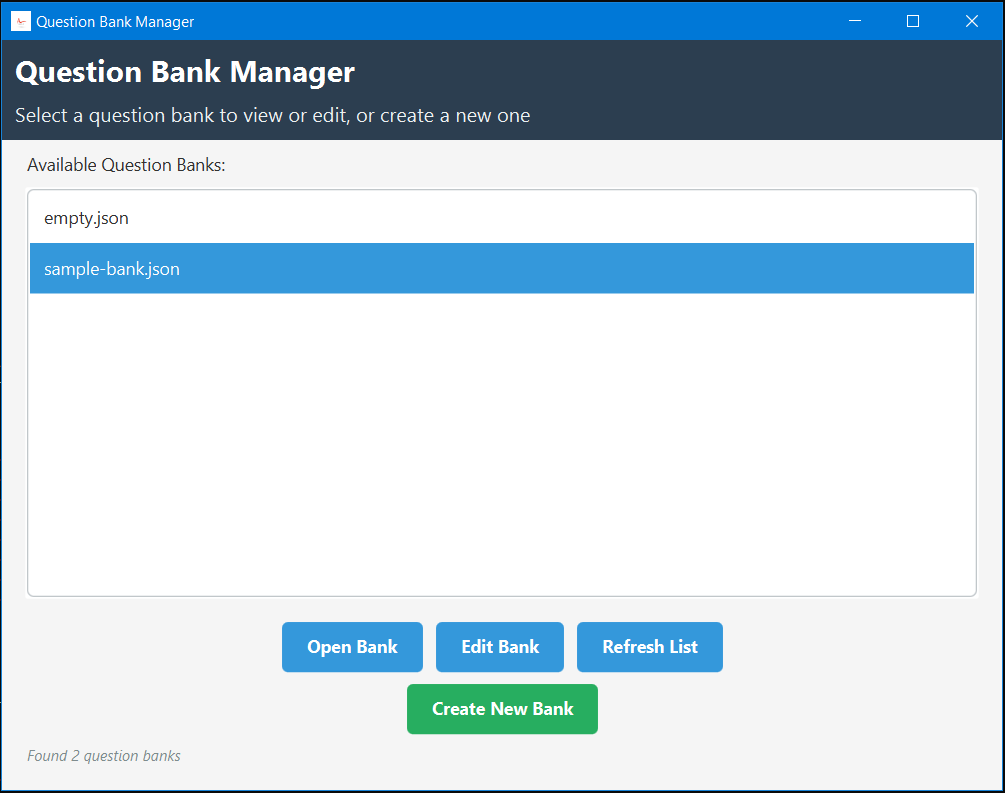 Question Bank Manager
Question Bank Manager
Select a question bank to view or edit, or create a new one
Available Question Banks:
empty.json
sample-bank.json
Open Bank Edit Bank Refresh List
Create New Bank
Found 2 question banks